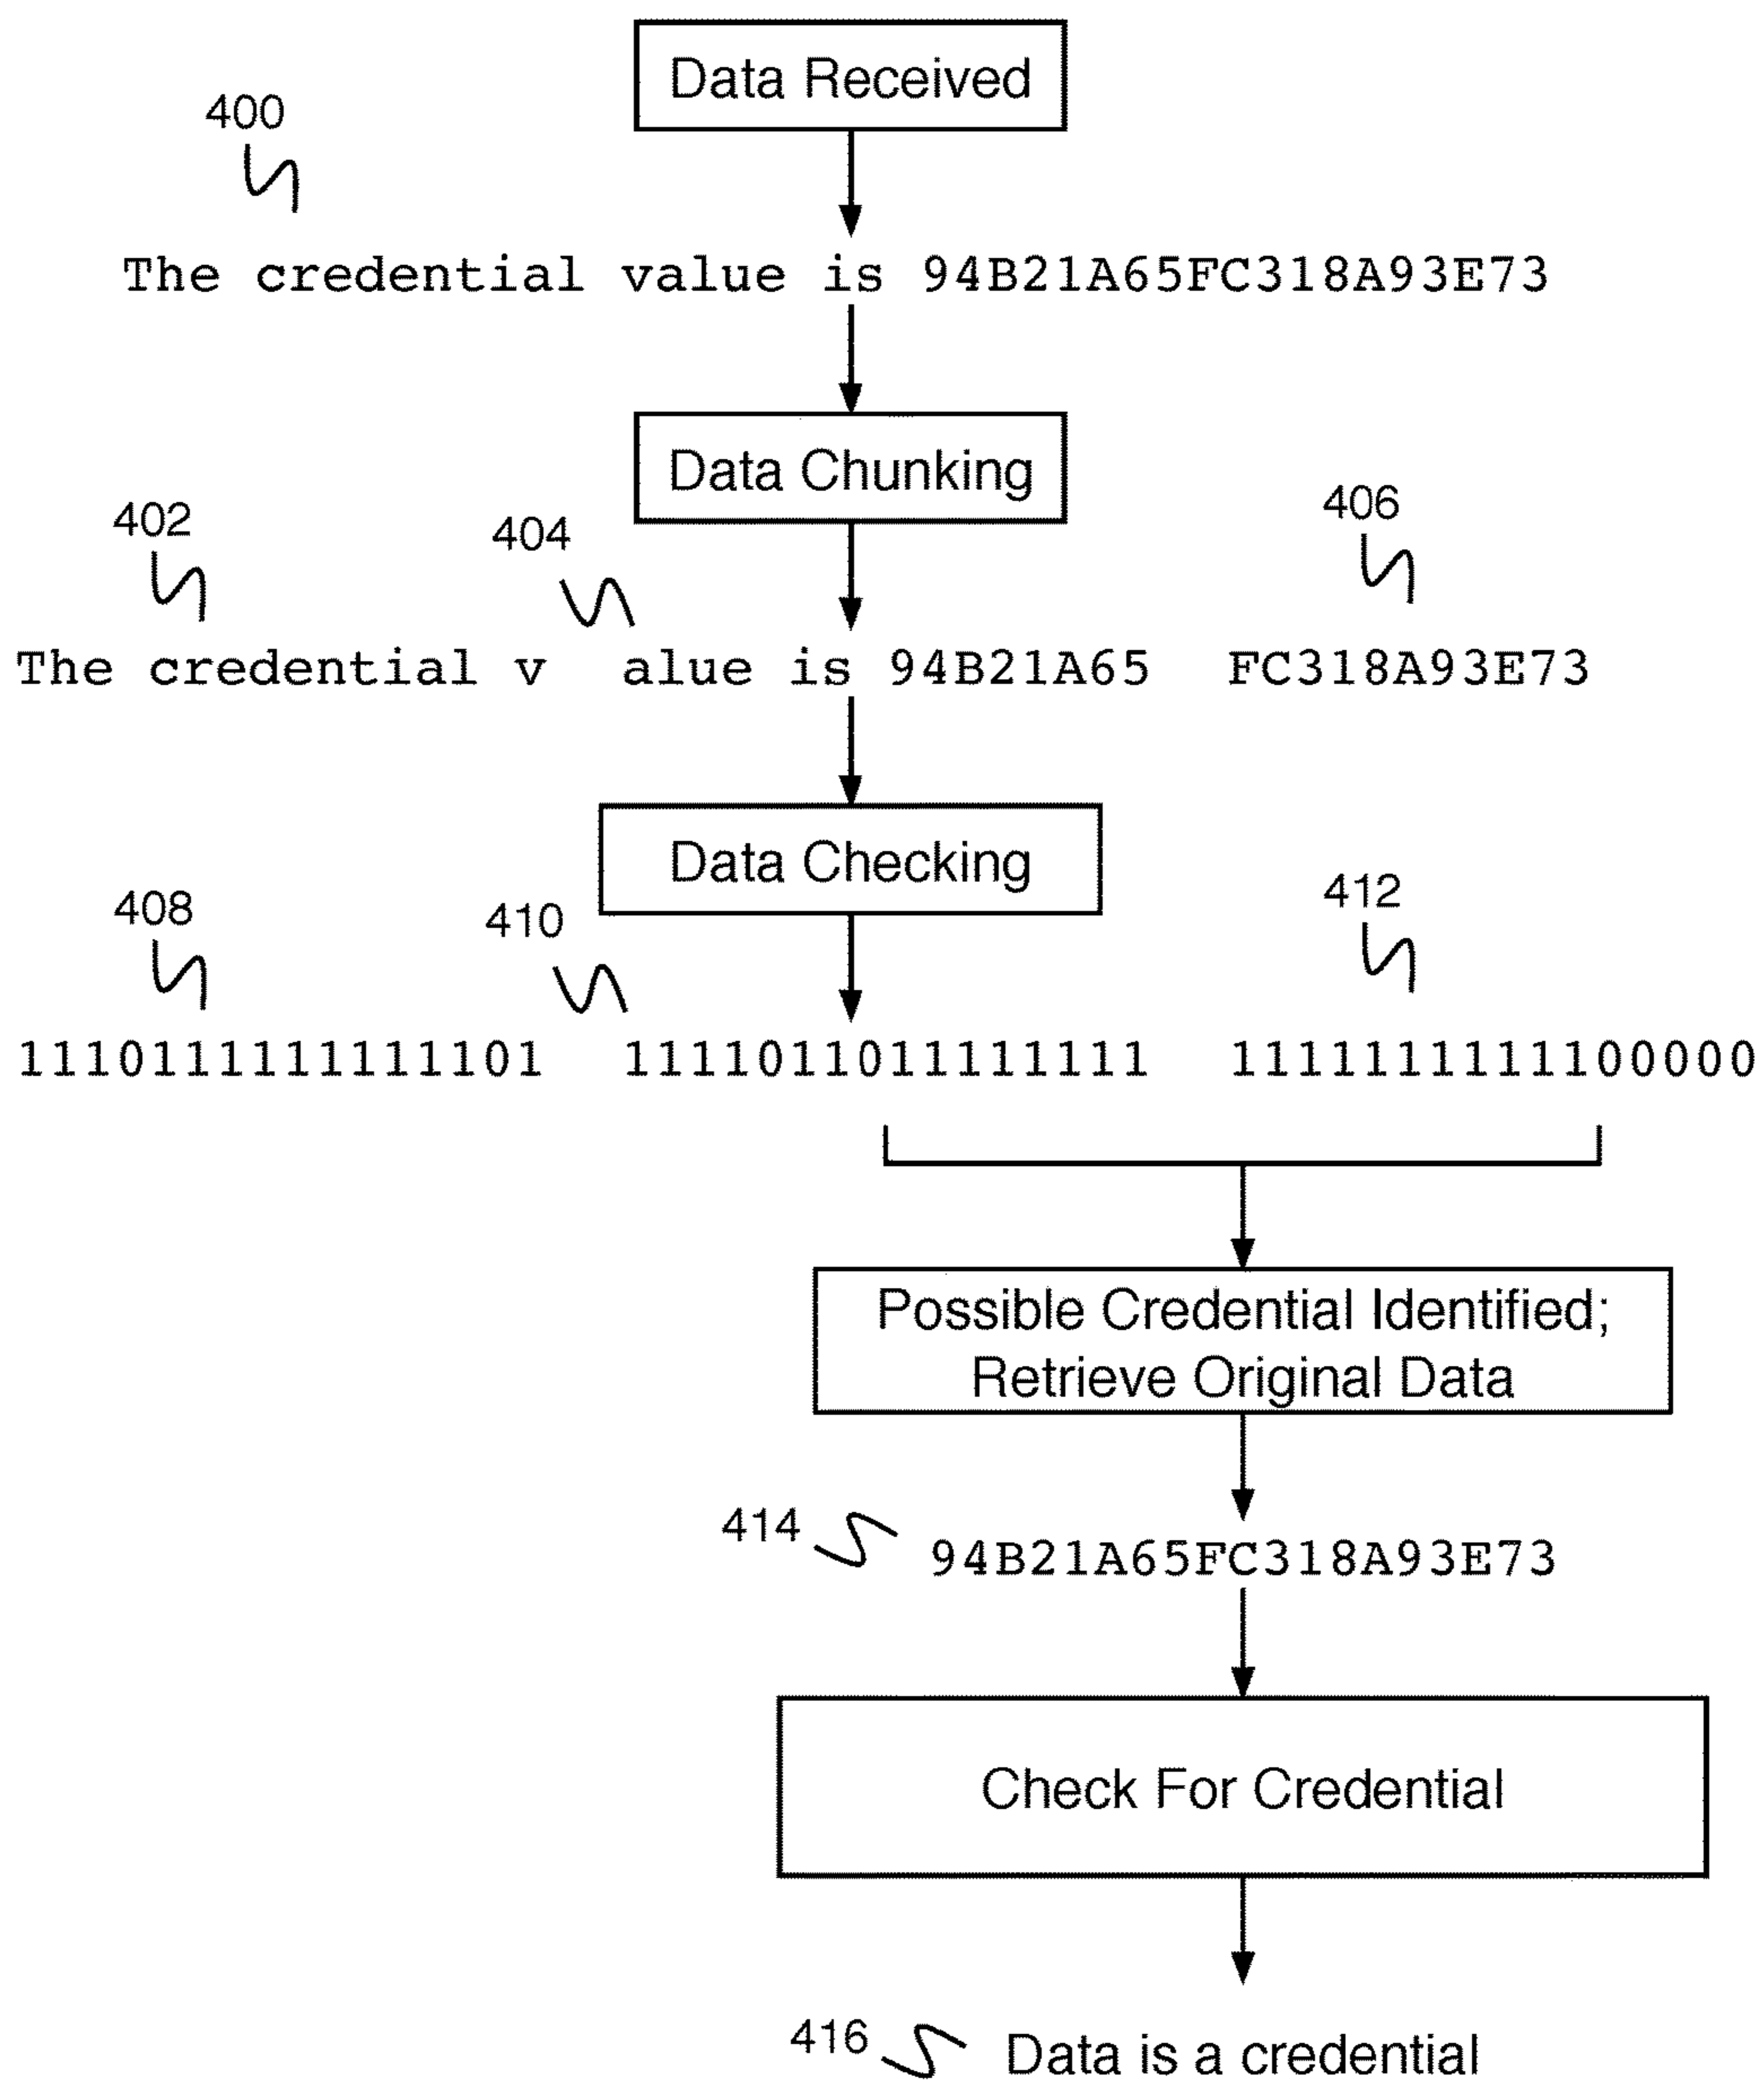 Data Received
400
The credential value is 94B21A65FC318A93E73
Data Chunking
402 404 406
The credential v alue is 94B21A65 FC318A93E73
Data Checking
408 410 412
1110111111111101 1111011011111111 1111111111100000
Possible Credential Identified;
Retrieve Original Data
414 94B21A65FC318A93E73
Check For Credential
416 Data is a credential